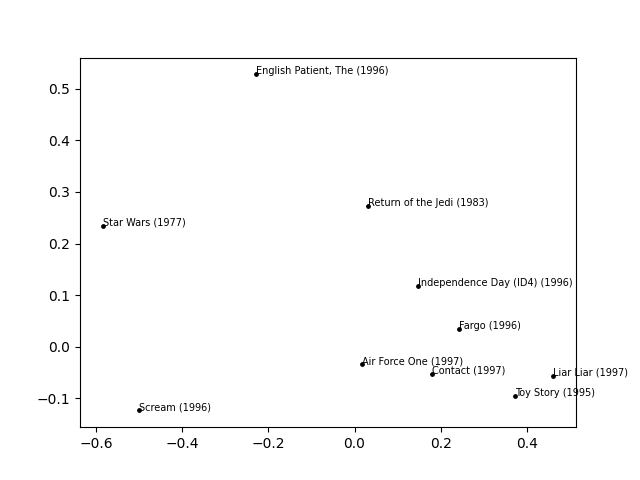 English Patient, The (1996)
0.5
0.4
Return of the Jedi (1983)
0.3
Star Wars (1977)
0.2
Independence Day (ID4) (1996)
0.1
Fargo (1996)
0.0
Air Force One (1997)
Contact (1997)
Liar Liar (1997)
Toy Story (1995)
−0.1
Scream (1996)
−0.6 −0.4 −0.2 0.0 0.2 0.4